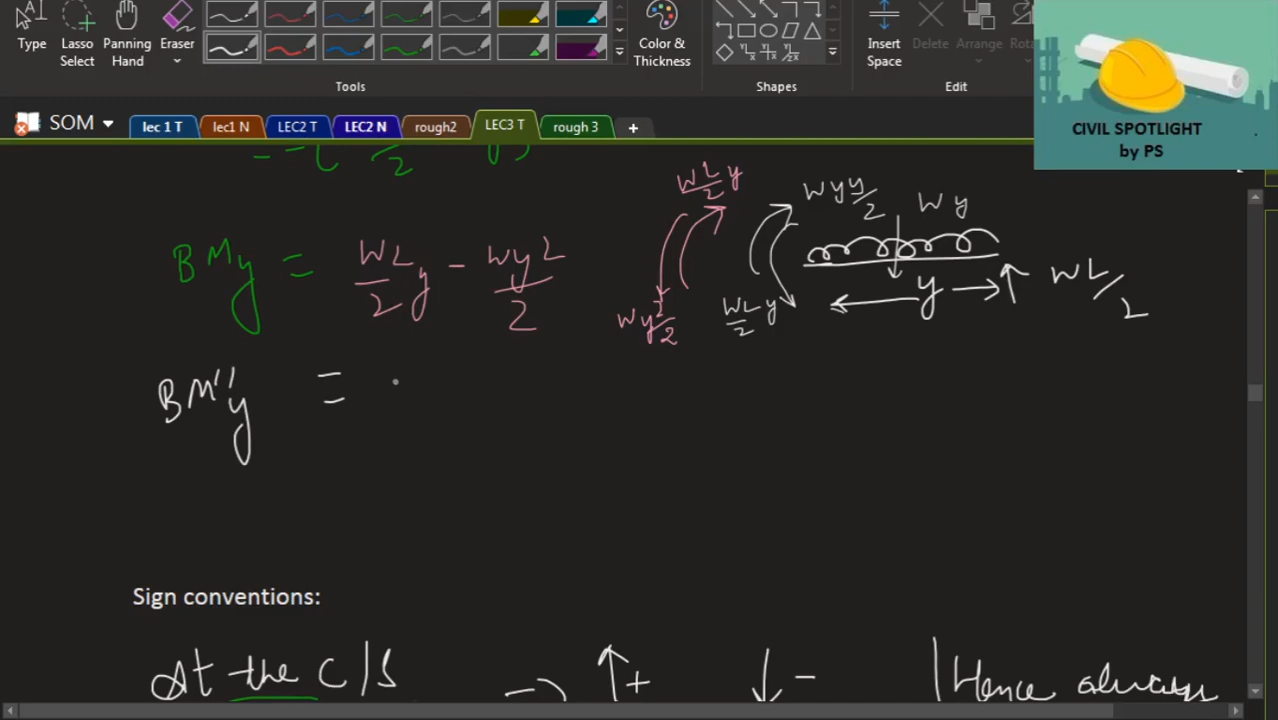 Type
Lasso Select
Panning Hand
Eraser
Color & Thickness
Insert Space
Delete
Arrange
Rota
Tools
Shapes
Edit
CIVIL SPOTLIGHT
by PS
SOM
lec 1 T
lec1 N
LEC2 T
LEC2 N
rough2
LEC3 T
rough 3
2
BMy = WL/2 y - wy²/2
WL/2 y
wy²/2
wyy/2
WL/2 y
wy
y
WL/2
BM''y =
Sign conventions:
At the C/S → ↑+ ↓- | Hence always